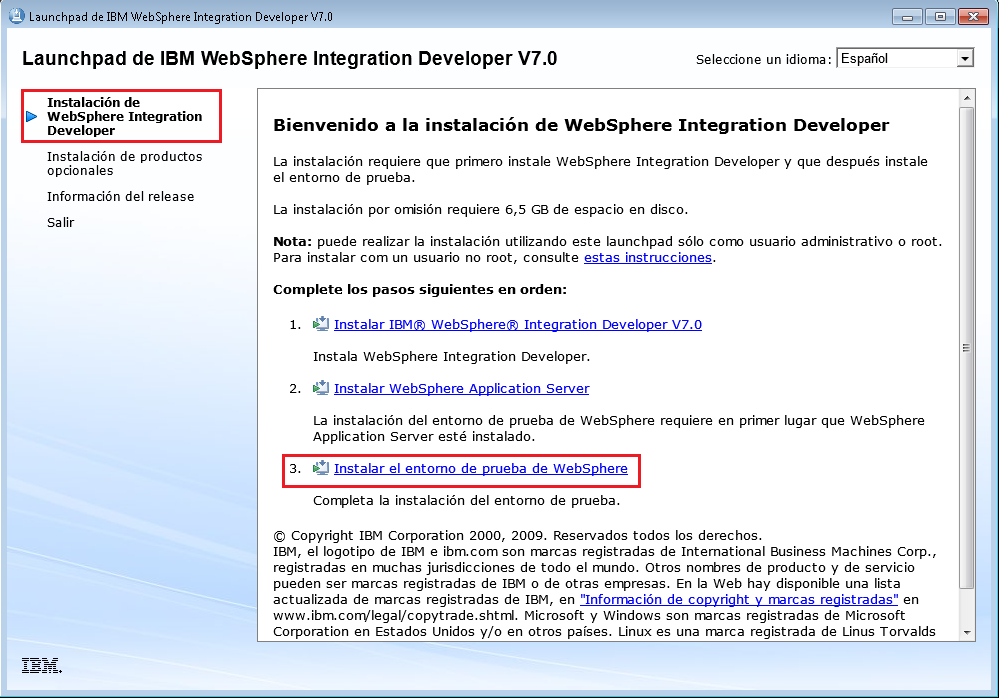 Launchpad de IBM WebSphere Integration Developer V7.0
Launchpad de IBM WebSphere Integration Developer V7.0
Seleccione un idioma:
Español
Instalación de
WebSphere Integration
Developer
Instalación de productos
opcionales
Información del release
Salir
Bienvenido a la instalación de WebSphere Integration Developer
La instalación requiere que primero instale WebSphere Integration Developer y que después instale
el entorno de prueba.
La instalación por omisión requiere 6,5 GB de espacio en disco.
Nota: puede realizar la instalación utilizando este launchpad sólo como usuario administrativo o root.
Para instalar com un usuario no root, consulte estas instrucciones.
Complete los pasos siguientes en orden:
1. Instalar IBM® WebSphere® Integration Developer V7.0
Instala WebSphere Integration Developer.
2. Instalar WebSphere Application Server
La instalación del entorno de prueba de WebSphere requiere en primer lugar que WebSphere
Application Server esté instalado.
3. Instalar el entorno de prueba de WebSphere
Completa la instalación del entorno de prueba.
© Copyright IBM Corporation 2000, 2009. Reservados todos los derechos.
IBM, el logotipo de IBM e ibm.com son marcas registradas de International Business Machines Corp.,
registradas en muchas jurisdicciones de todo el mundo. Otros nombres de producto y de servicio
pueden ser marcas registradas de IBM o de otras empresas. En la Web hay disponible una lista
actualizada de marcas registradas de IBM, en "Información de copyright y marcas registradas" en
www.ibm.com/legal/copytrade.shtml. Microsoft y Windows son marcas registradas de Microsoft
Corporation en Estados Unidos y/o en otros países. Linux es una marca registrada de Linus Torvalds
IBM.